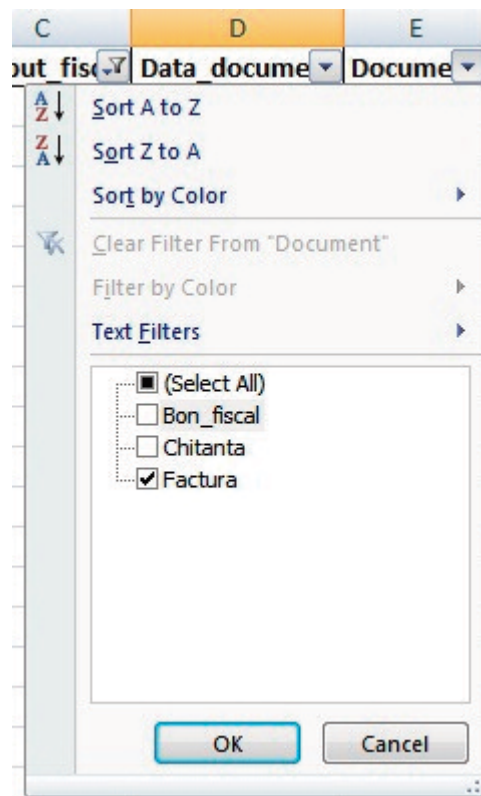 C D E
out_fisc Data_docume Docume
Sort A to Z
Sort Z to A
Sort by Color
Clear Filter From "Document"
Filter by Color
Text Filters
(Select All)
Bon_fiscal
Chitanta
Factura
OK Cancel